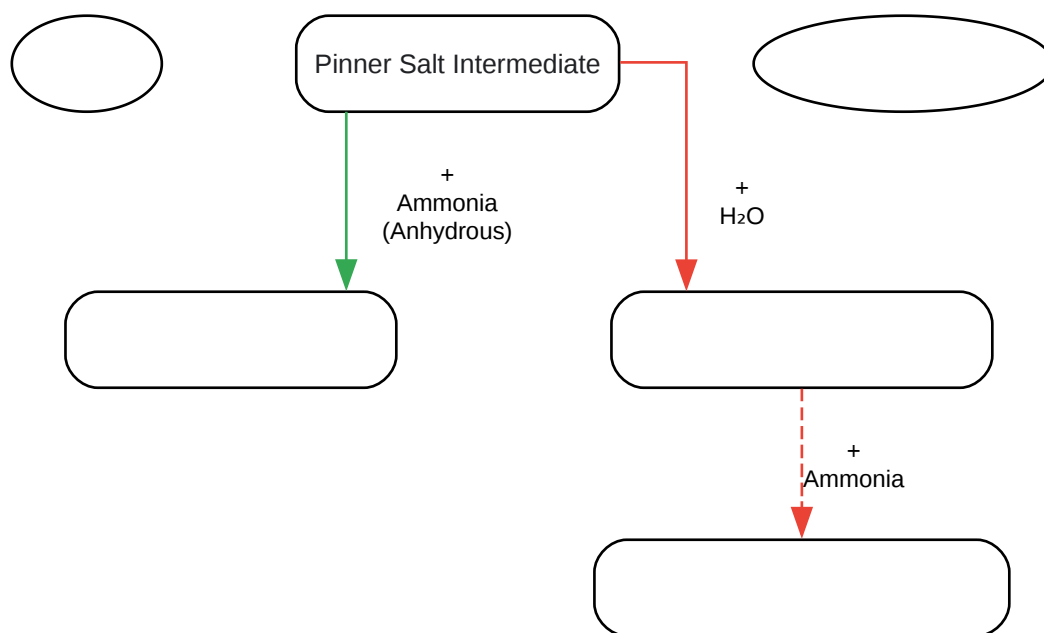 Pinner Salt Intermediate
+
Ammonia
(Anhydrous)
+
H₂O
+
Ammonia